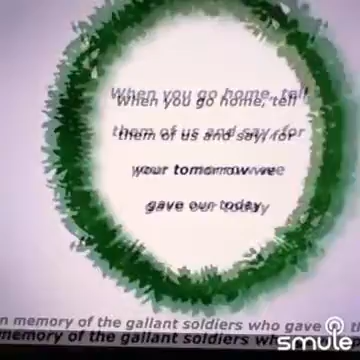 When you go home, tell
them of us and say, for
your tomorrow we
gave our today
n memory of the gallant soldiers who gave th
smule